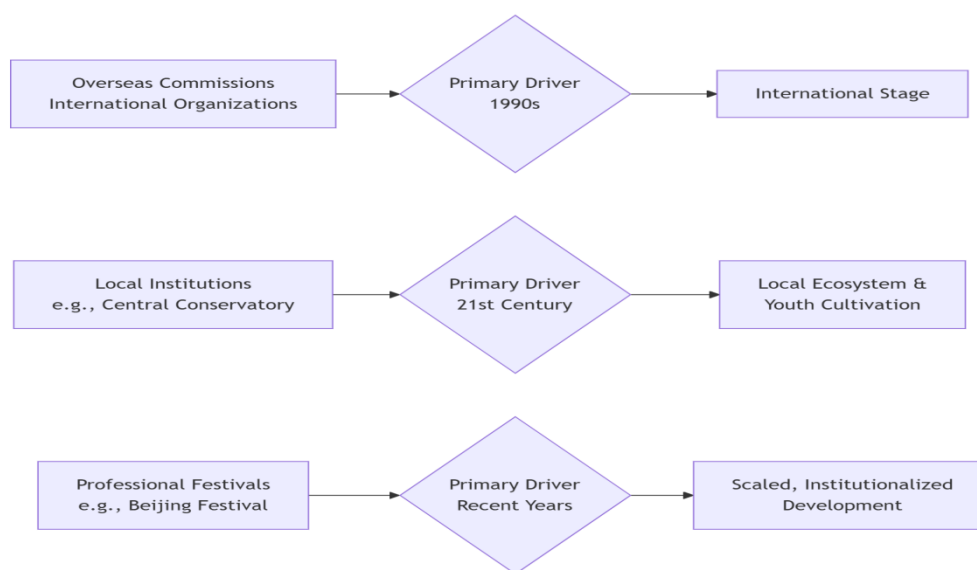 Overseas Commissions
International Organizations
Primary Driver
1990s
International Stage
Local Institutions
e.g., Central Conservatory
Primary Driver
21st Century
Local Ecosystem &
Youth Cultivation
Professional Festivals
e.g., Beijing Festival
Primary Driver
Recent Years
Scaled, Institutionalized
Development